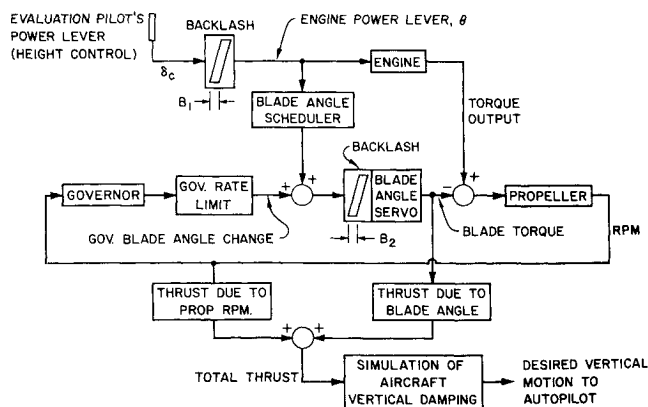 EVALUATION PILOT'S
POWER LEVER
(HEIGHT CONTROL)
BACKLASH
ENGINE POWER LEVER, θ
δc
B1
ENGINE
BLADE ANGLE
SCHEDULER
TORQUE
OUTPUT
BACKLASH
GOVERNOR
GOV. RATE
LIMIT
+
+
BLADE
ANGLE
SERVO
-
+
PROPELLER
GOV. BLADE ANGLE CHANGE
B2
BLADE TORQUE
RPM
THRUST DUE TO
PROP RPM.
THRUST DUE TO
BLADE ANGLE
+
+
TOTAL THRUST
SIMULATION OF
AIRCRAFT
VERTICAL DAMPING
DESIRED VERTICAL
MOTION TO
AUTOPILOT